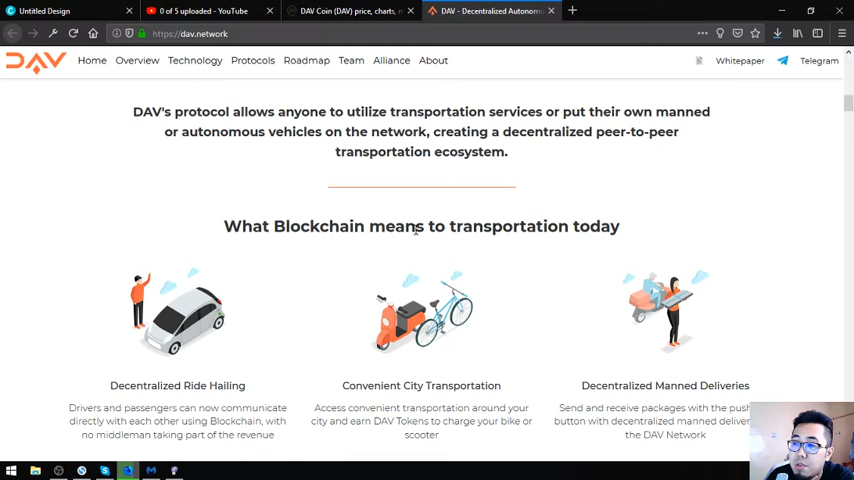 Untitled Design
0 of 5 uploaded - YouTube
DAV Coin (DAV) price, charts,
DAV - Decentralized Autonom
https://dav.network
DAV
Home
Overview
Technology
Protocols
Roadmap
Team
Alliance
About
Whitepaper
Telegram
DAV's protocol allows anyone to utilize transportation services or put their own manned
or autonomous vehicles on the network, creating a decentralized peer-to-peer
transportation ecosystem.
What Blockchain means to transportation today
Decentralized Ride Hailing
Drivers and passengers can now communicate
directly with each other using Blockchain, with
no middleman taking part of the revenue
Convenient City Transportation
Access convenient transportation around your
city and earn DAV Tokens to charge your bike or
scooter
Decentralized Manned Deliveries
Send and receive packages with the push
button with decentralized manned deliver
the DAV Network